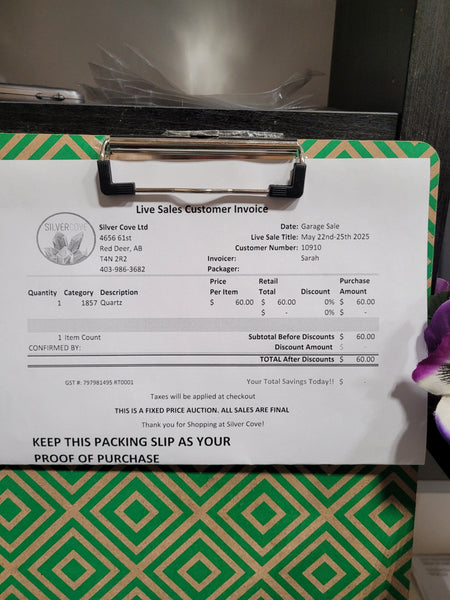 Live Sales Customer Invoice
SILVERCOVE
Silver Cove Ltd
4656 61st
Red Deer, AB
T4N 2R2
403-986-3682
Date: Garage Sale
Live Sale Title: May 22nd-25th 2025
Customer Number: 10910
Invoicer: Sarah
Packager:
Quantity Category Description Price Per Item Retail Total Discount Purchase Amount
1 1857 Quartz $ 60.00 $ 60.00 0% $ 60.00
$ - 0% $ -
1 Item Count Subtotal Before Discounts $ 60.00
CONFIRMED BY: Discount Amount $ -
TOTAL After Discounts $ 60.00
GST #: 797981495 RT0001 Your Total Savings Today!! $ -
Taxes will be applied at checkout
THIS IS A FIXED PRICE AUCTION. ALL SALES ARE FINAL
Thank you for Shopping at Silver Cove!
KEEP THIS PACKING SLIP AS YOUR
PROOF OF PURCHASE